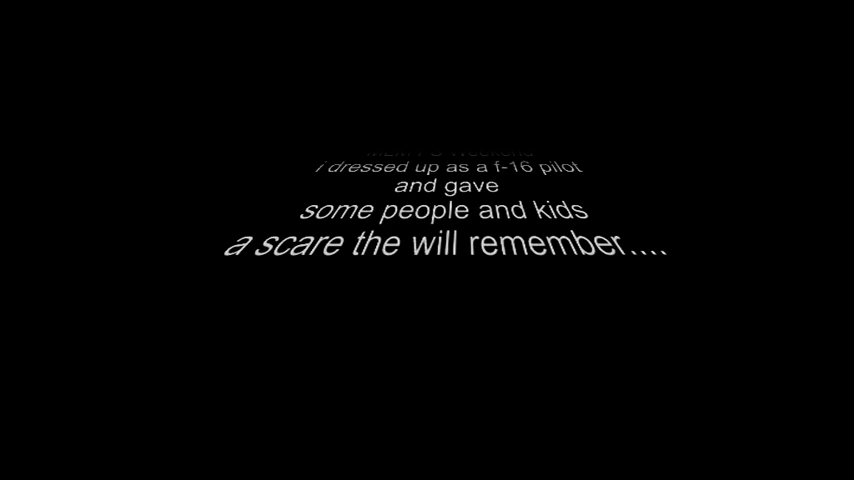 i dressed up as a f-16 pilot
and gave
some people and kids
a scare the will remember....